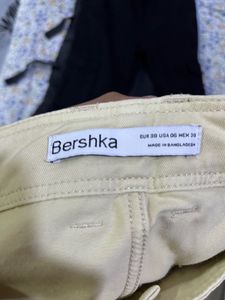 Bershka
EUR 38 USA 06 MEX 28
MADE IN BANGLADESH